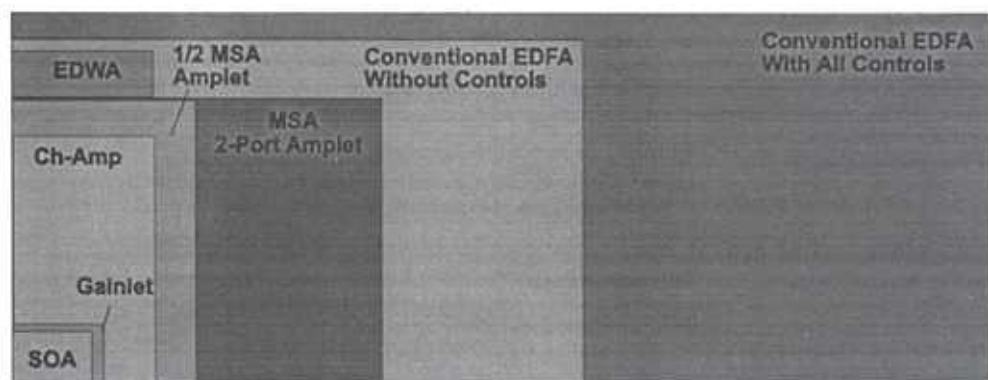 EDWA
1/2 MSA
Amplet
Conventional EDFA
Without Controls
Conventional EDFA
With All Controls
MSA
2-Port Amplet
Ch-Amp
Gainlet
SOA